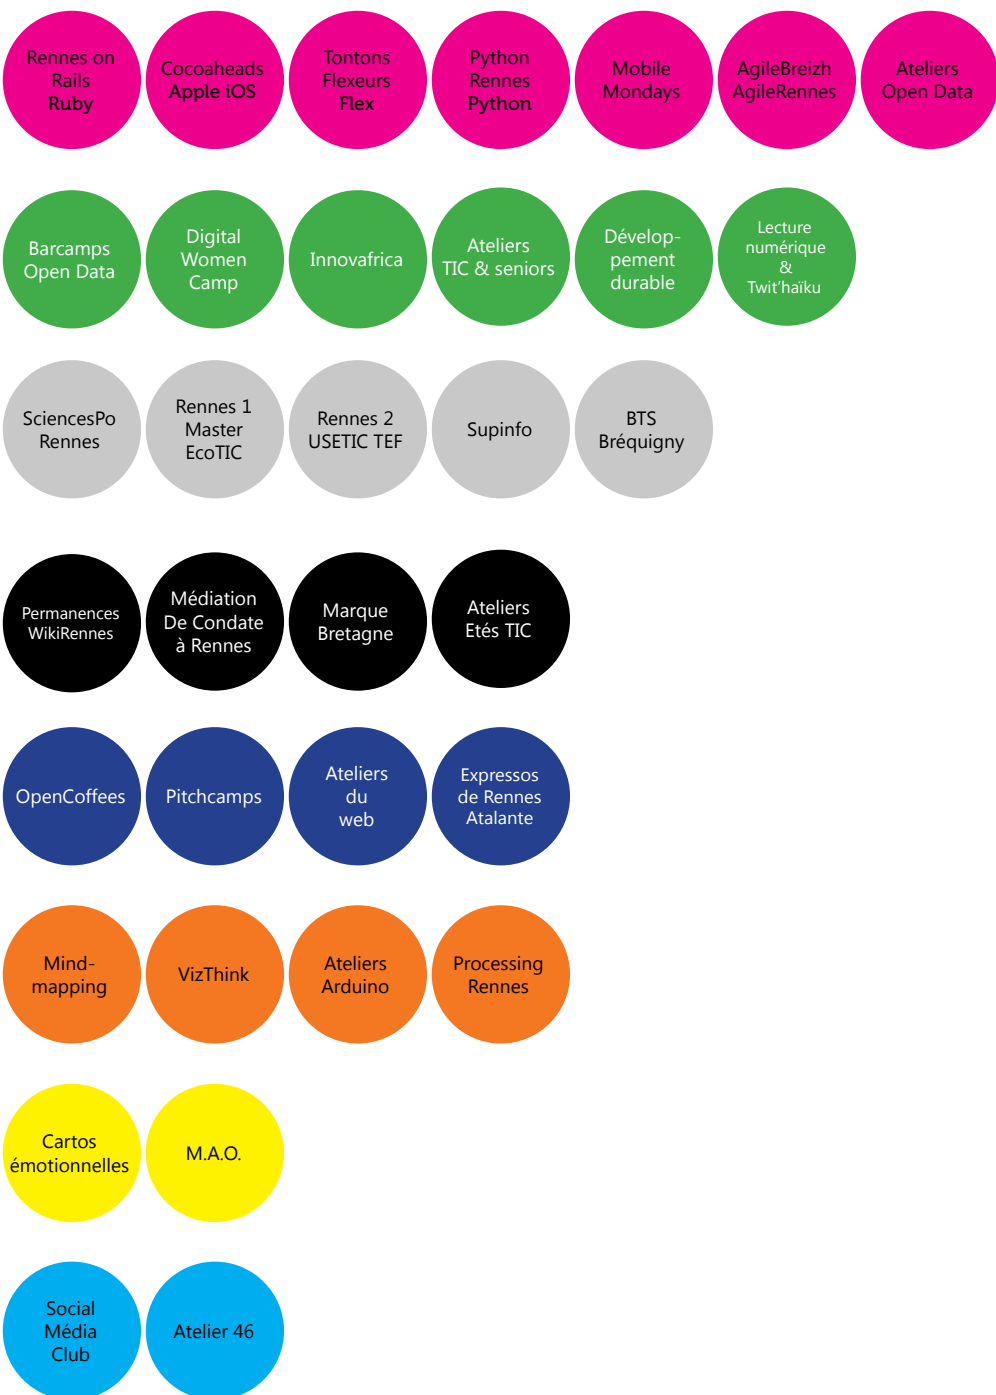 Rennes on
Rails
Ruby
Cocoaheads
Apple iOS
Tontons
Flexeurs
Flex
Python
Rennes
Python
Mobile
Mondays
AgileBreizh
AgileRennes
Ateliers
Open Data
Barcamps
Open Data
Digital
Women
Camp
Innovafrica
Ateliers
TIC & seniors
Dévelop-
pement
durable
Lecture
numérique
&
Twit'haïku
SciencesPo
Rennes
Rennes 1
Master
EcoTIC
Rennes 2
USETIC TEF
Supinfo
BTS
Bréquigny
Permanences
WikiRennes
Médiation
De Condate
à Rennes
Marque
Bretagne
Ateliers
Etés TIC
OpenCoffees
Pitchcamps
Ateliers
du
web
Expressos
de Rennes
Atalante
Mind-
mapping
VizThink
Ateliers
Arduino
Processing
Rennes
Cartos
émotionnelles
M.A.O.
Social
Média
Club
Atelier 46